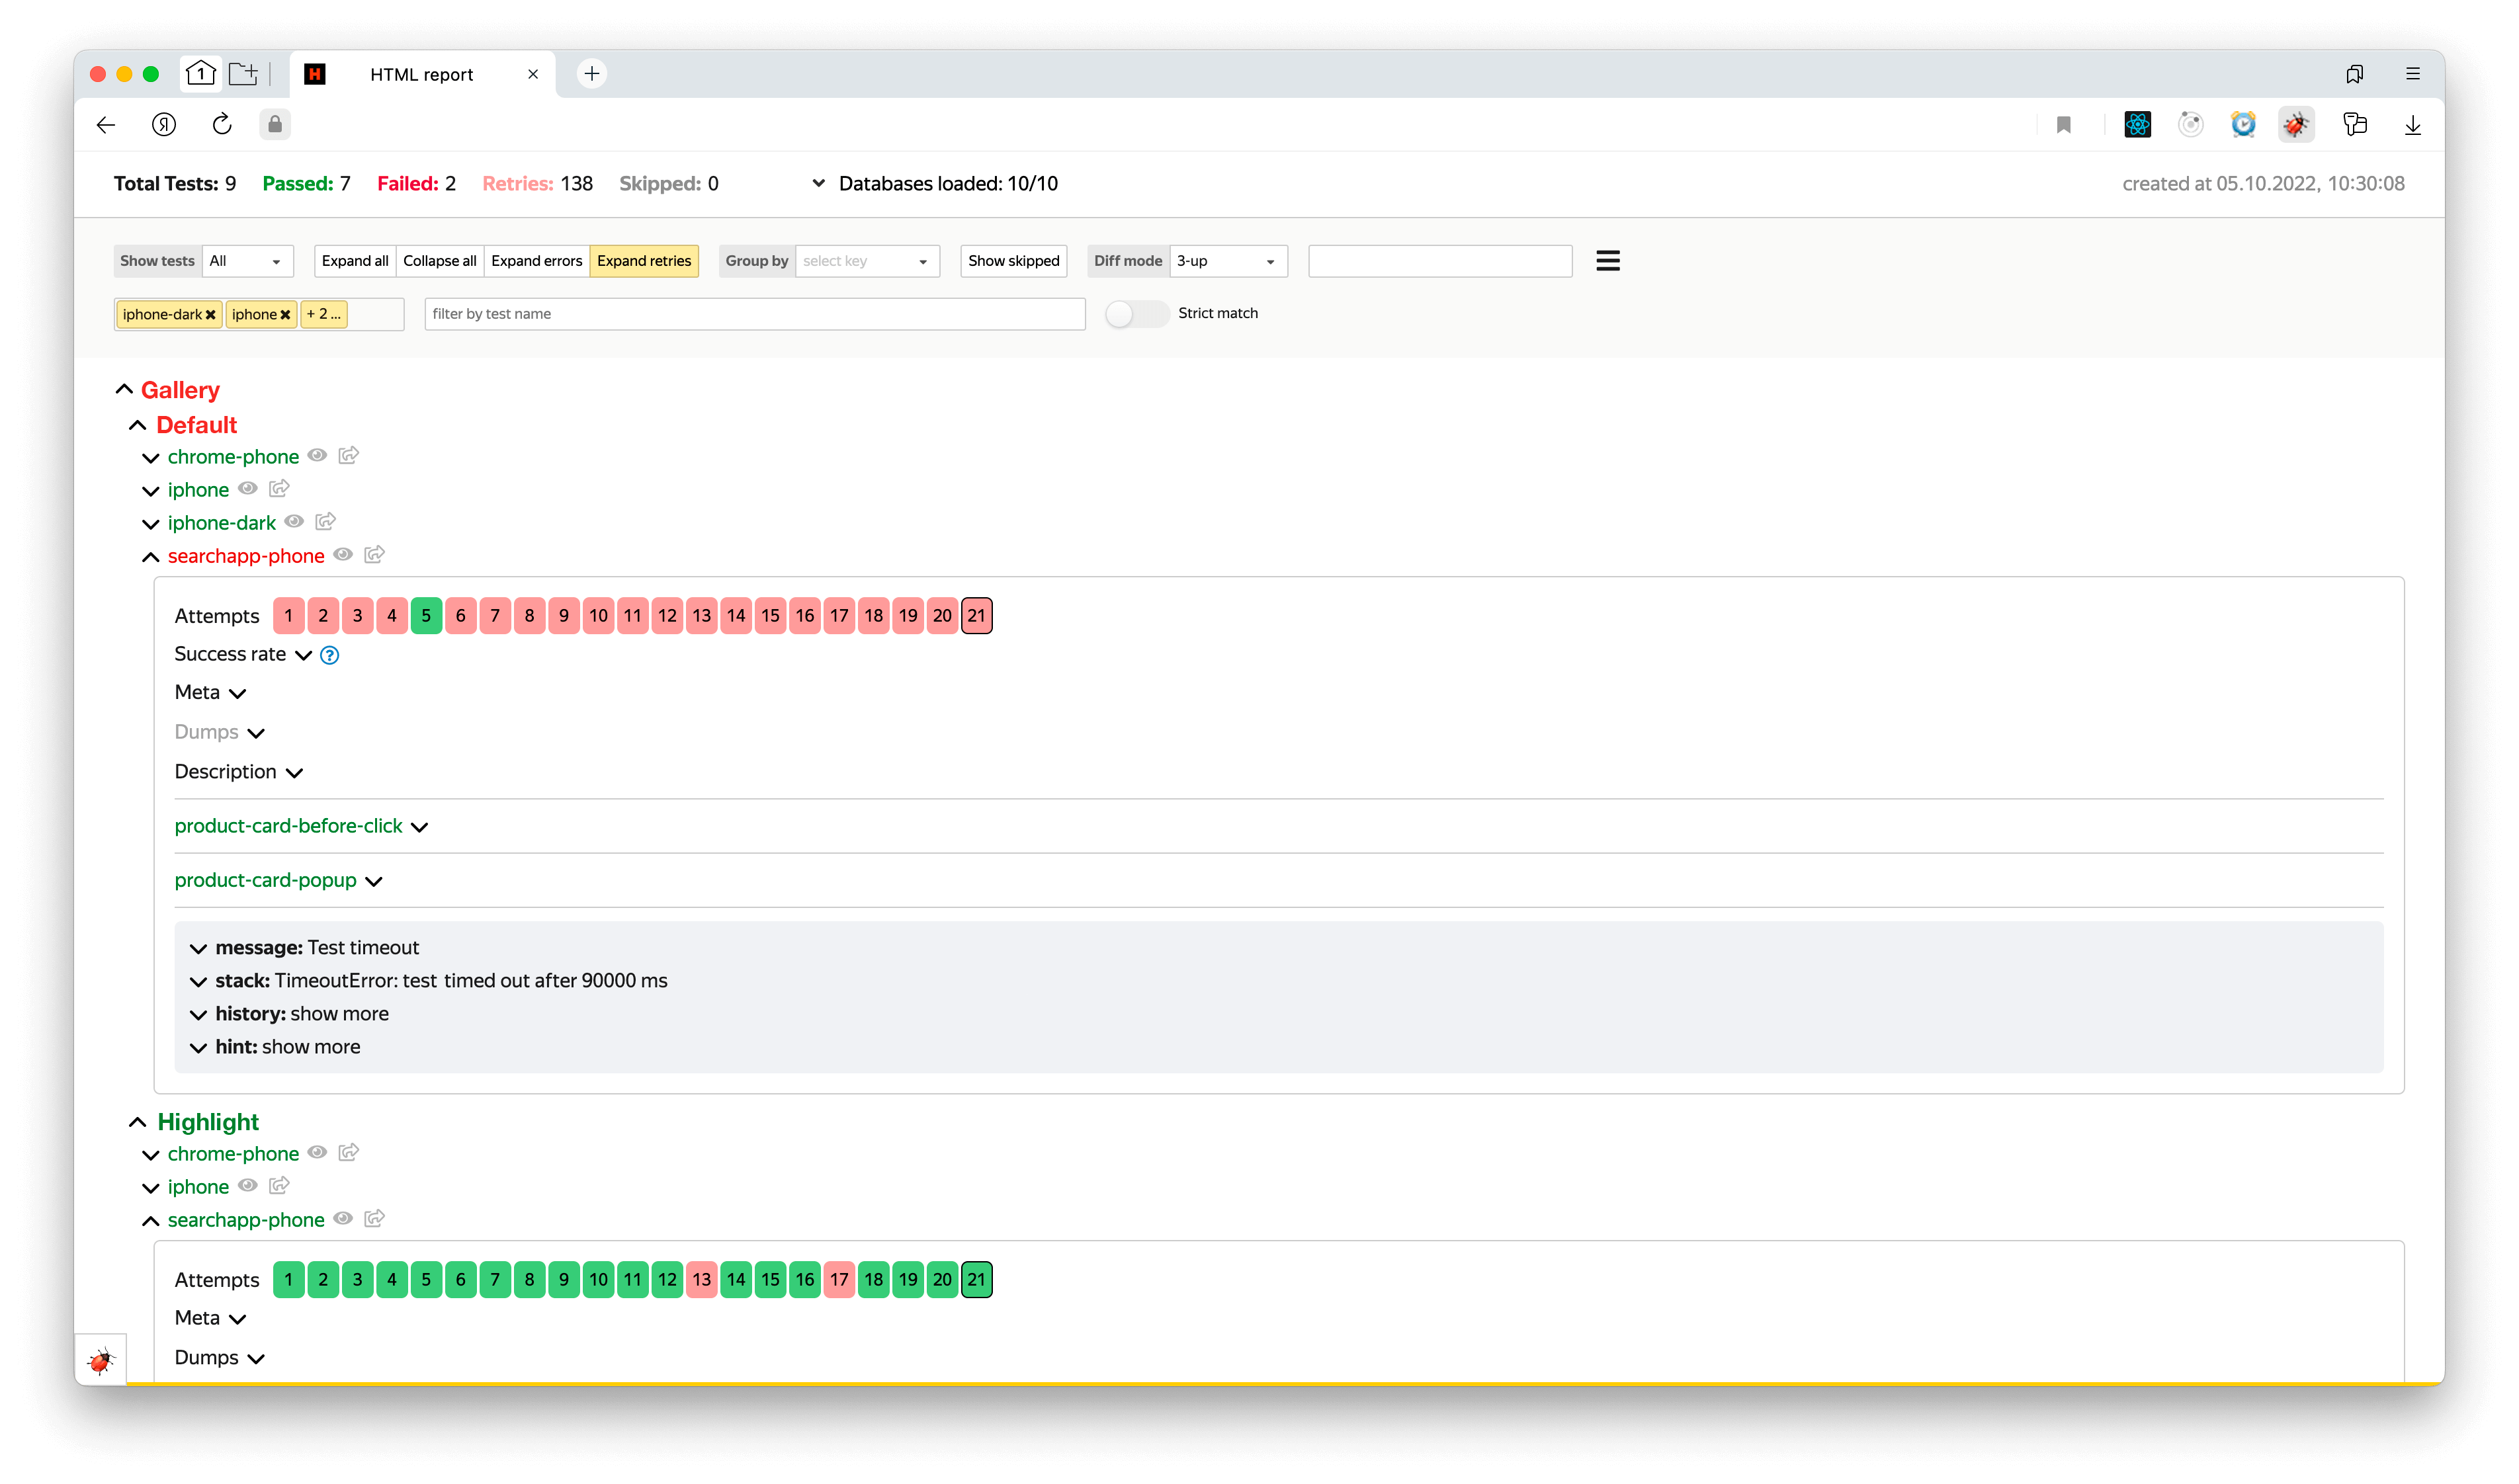 1 H HTML report
Я
Total Tests: 9 Passed: 7 Failed: 2 Retries: 138 Skipped: 0 Databases loaded: 10/10 created at 05.10.2022, 10:30:08
Show tests All Expand all Collapse all Expand errors Expand retries Group by select key Show skipped Diff mode 3-up
iphone-dark iphone + 2 ... filter by test name Strict match
Gallery
Default
chrome-phone
iphone
iphone-dark
searchapp-phone
Attempts 1 2 3 4 5 6 7 8 9 10 11 12 13 14 15 16 17 18 19 20 21
Success rate ?
Meta
Dumps
Description
product-card-before-click
product-card-popup
message: Test timeout
stack: TimeoutError: test timed out after 90000 ms
history: show more
hint: show more
Highlight
chrome-phone
iphone
searchapp-phone
Attempts 1 2 3 4 5 6 7 8 9 10 11 12 13 14 15 16 17 18 19 20 21
Meta
Dumps